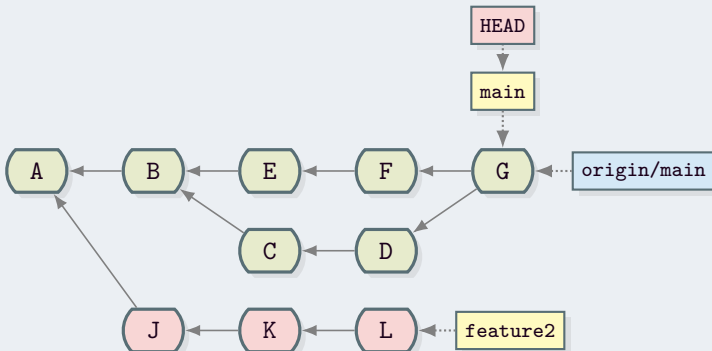 HEAD
main
A B E F G origin/main
C D
J K L feature2